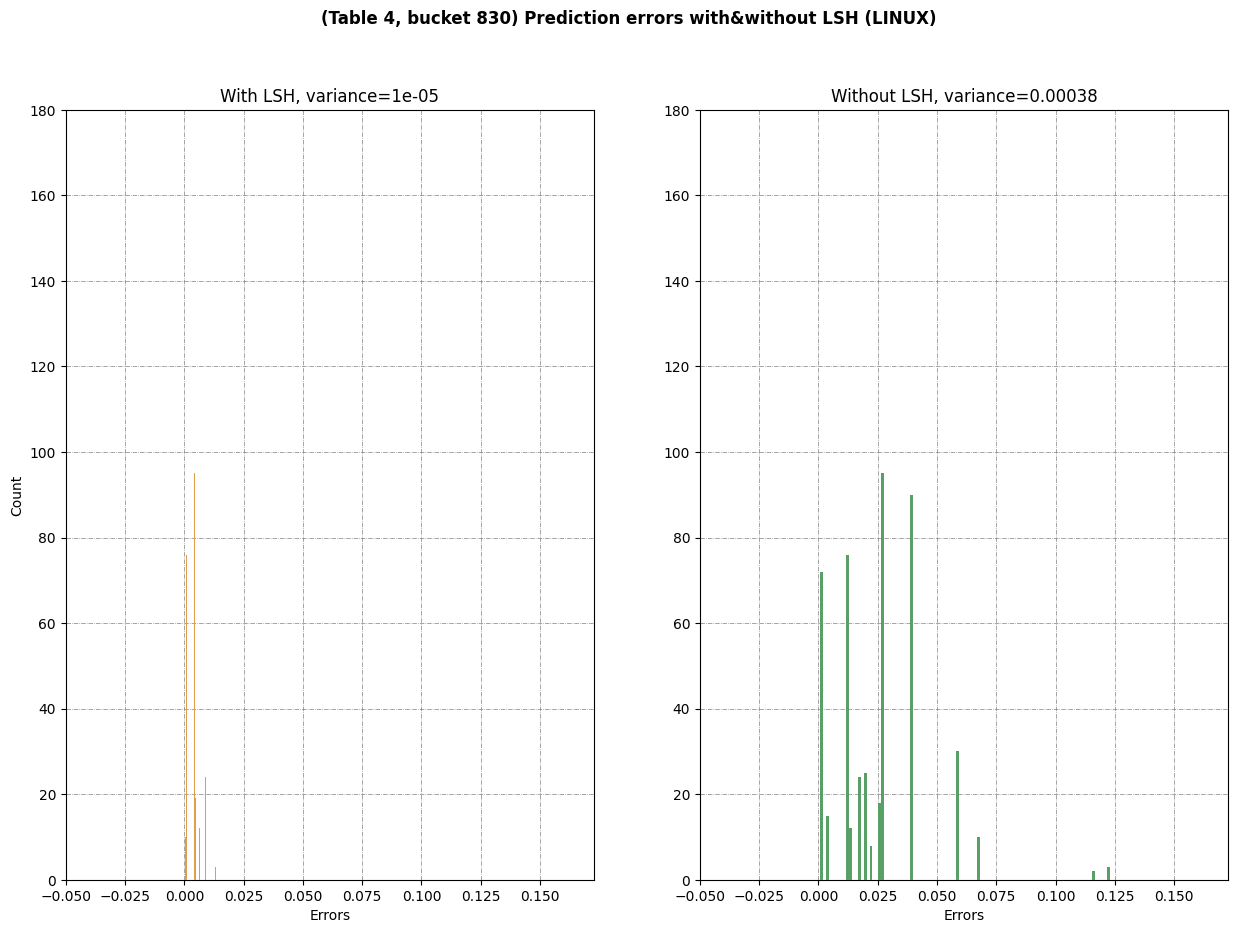 (Table 4, bucket 830) Prediction errors with&without LSH (LINUX)
With LSH, variance=1e-05
180
160
140
120
100
80
60
40
20
0
Count
−0.050 −0.025 0.000 0.025 0.050 0.075 0.100 0.125 0.150
Errors
Without LSH, variance=0.00038
180
160
140
120
100
80
60
40
20
0
−0.050 −0.025 0.000 0.025 0.050 0.075 0.100 0.125 0.150
Errors